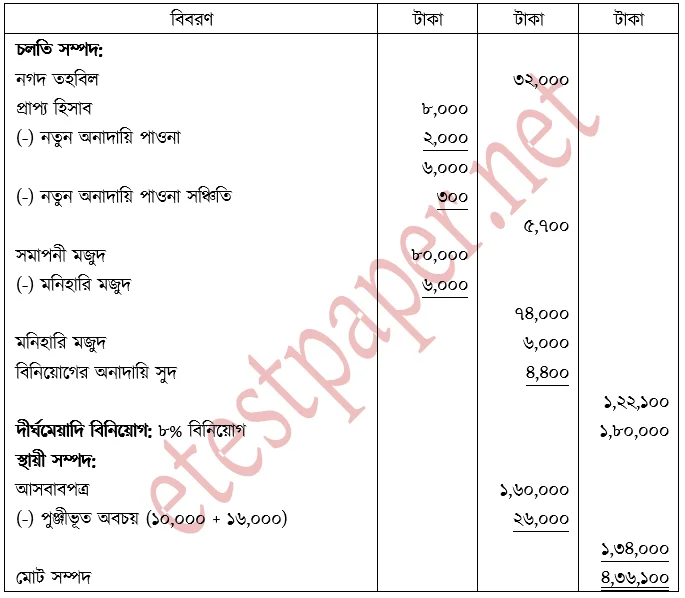 বিবরণ টাকা টাকা টাকা
চলতি সম্পদ:
নগদ তহবিল ৩২,০০০
প্রাপ্য হিসাব ৮,০০০
(-) নতুন অনাদায়ি পাওনা ২,০০০
৬,০০০
(-) নতুন অনাদায়ি পাওনা সঞ্চিতি ৩০০
৫,৭০০
সমাপনী মজুদ ৮০,০০০
(-) মনিহারি মজুদ ৬,০০০
৭৪,০০০
মনিহারি মজুদ ৬,০০০
বিনিয়োগের অনাদায়ি সুদ ৪,৪০০
১,২২,১০০
দীর্ঘমেয়াদি বিনিয়োগ: ৮% বিনিয়োগ ১,৮০,০০০
স্থায়ী সম্পদ:
আসবাবপত্র ১,৬০,০০০
(-) পুঞ্জীভূত অবচয় (১০,০০০ + ১৬,০০০) ২৬,০০০
১,৩৪,০০০
মোট সম্পদ ৪,৩৬,১০০
etestpaper.net